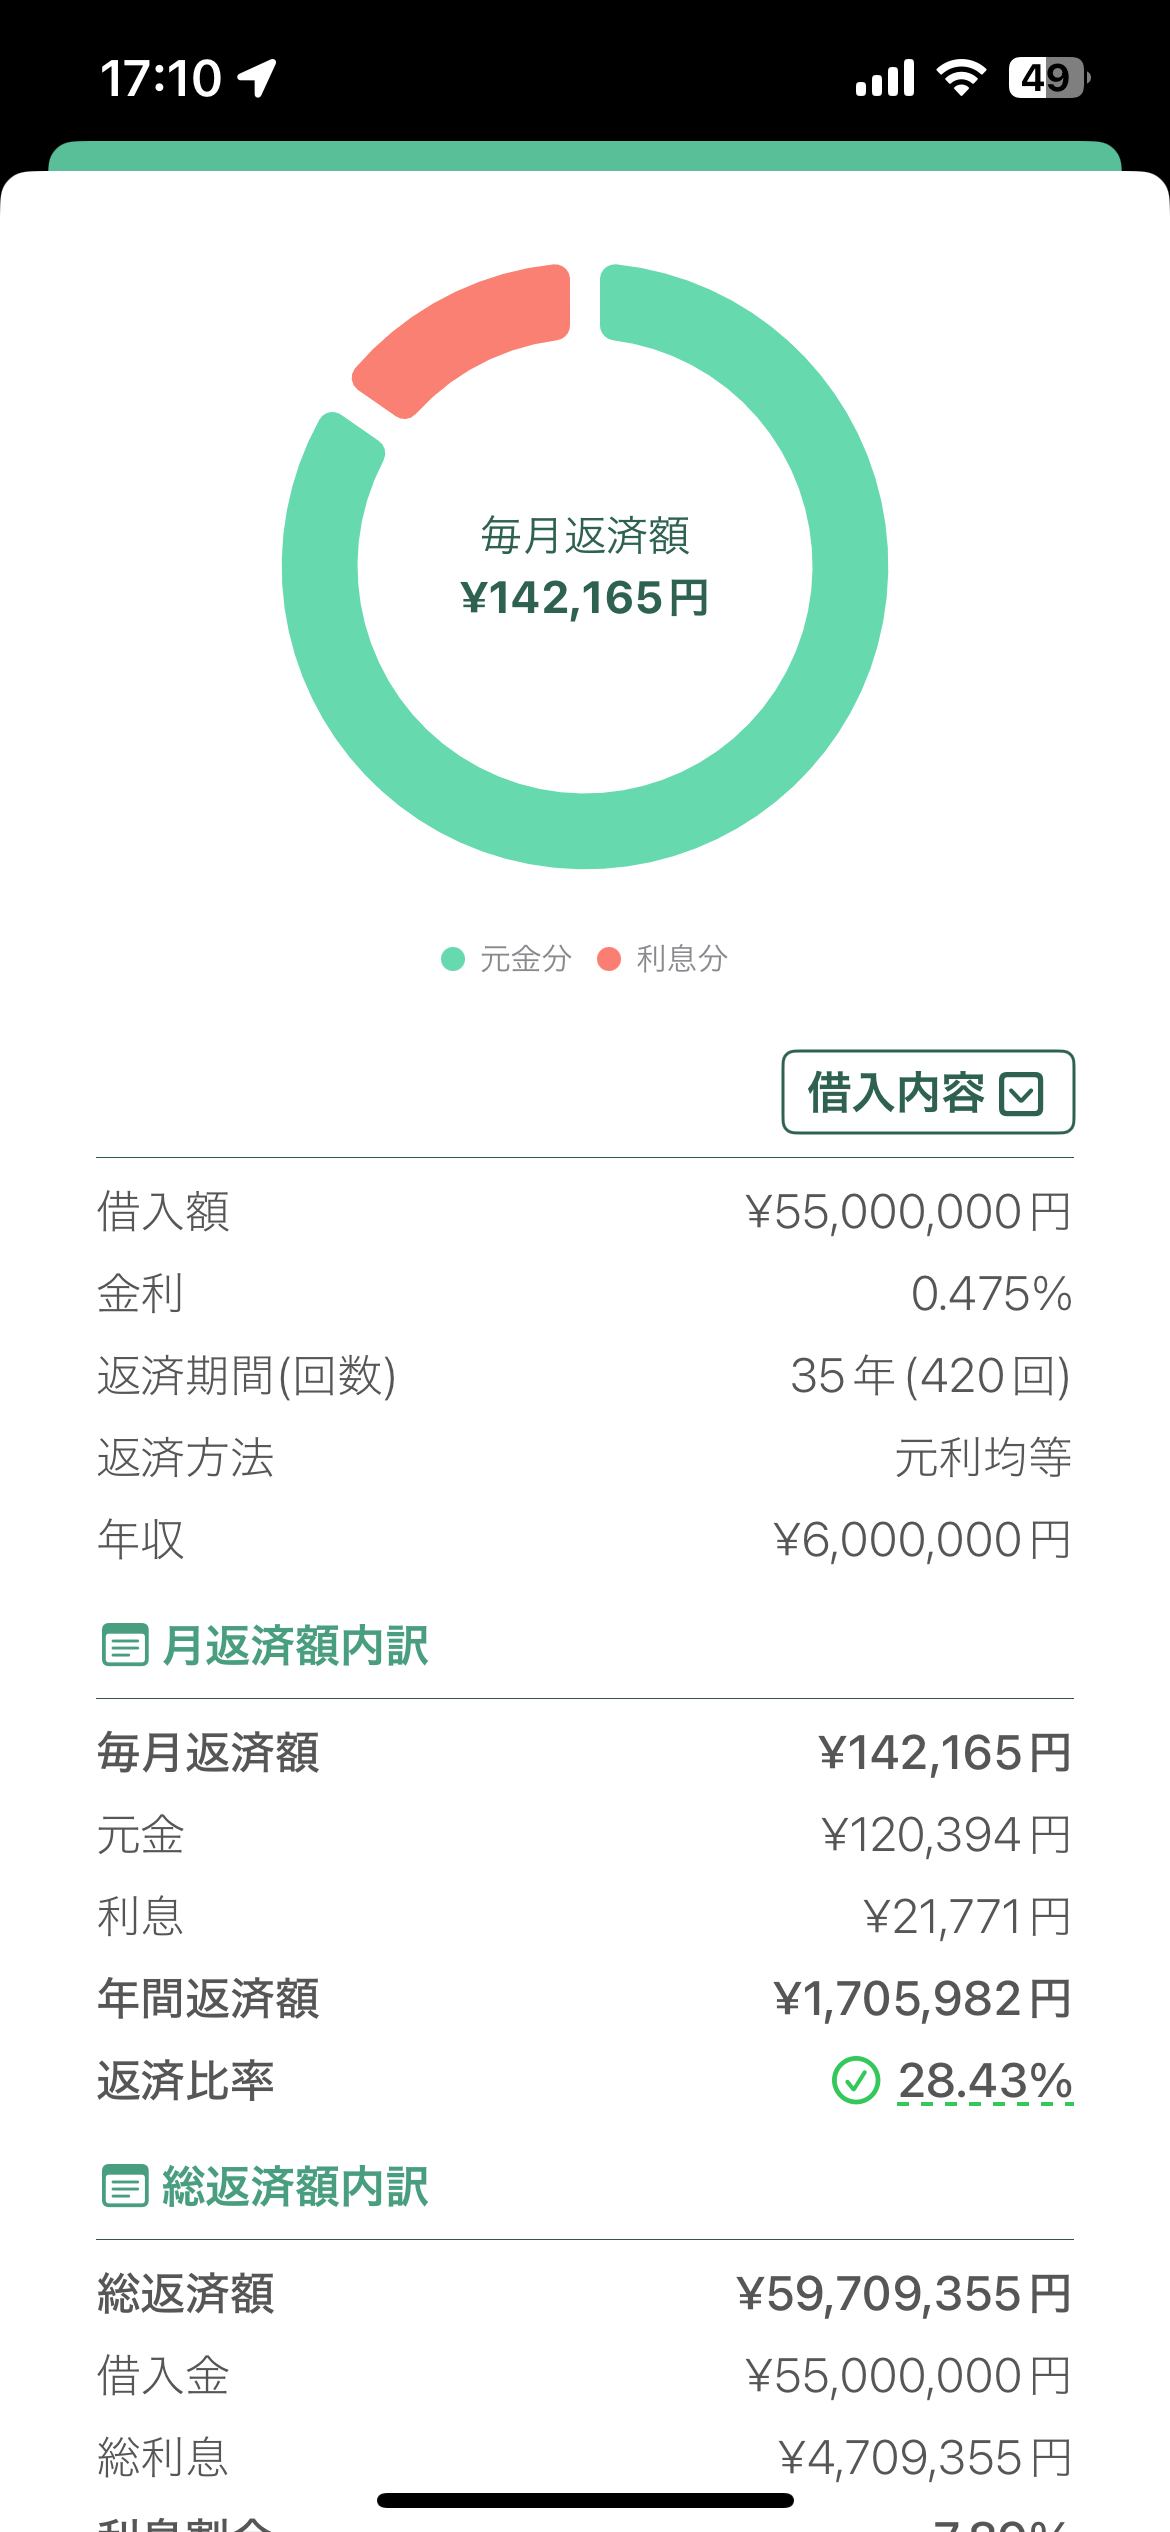 17:10
49
毎月返済額
¥142,165円
元金分 利息分
借入内容
借入額 ¥55,000,000円
金利 0.475%
返済期間(回数) 35年(420回)
返済方法 元利均等
年収 ¥6,000,000円
月返済額内訳
毎月返済額 ¥142,165円
元金 ¥120,394円
利息 ¥21,771円
年間返済額 ¥1,705,982円
返済比率 28.43%
総返済額内訳
総返済額 ¥59,709,355円
借入金 ¥55,000,000円
総利息 ¥4,709,355円